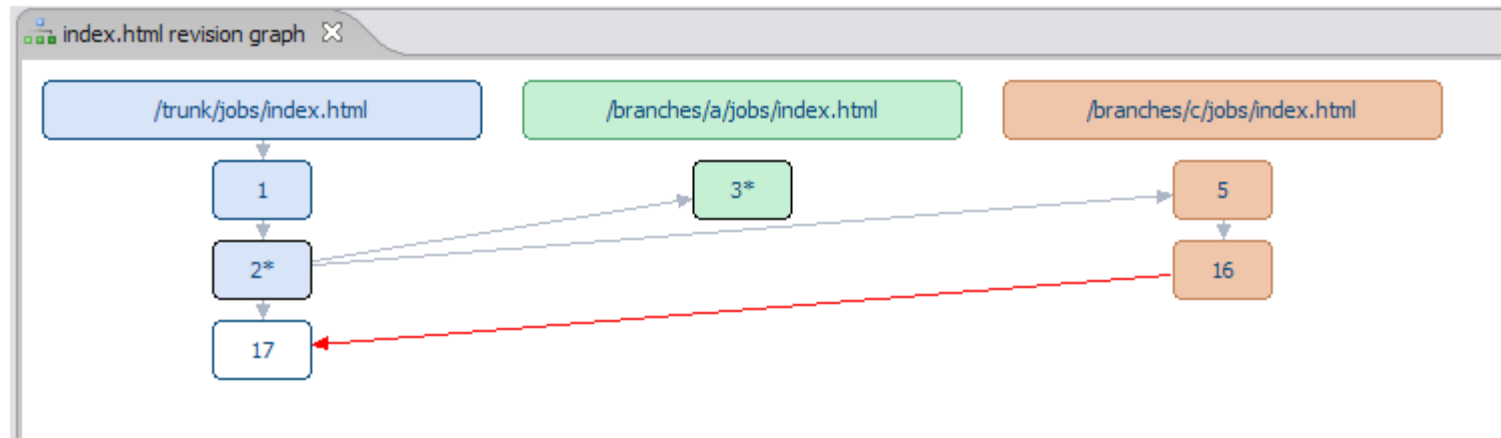 index.html revision graph
/trunk/jobs/index.html
/branches/a/jobs/index.html
/branches/c/jobs/index.html
1
3*
5
2*
16
17